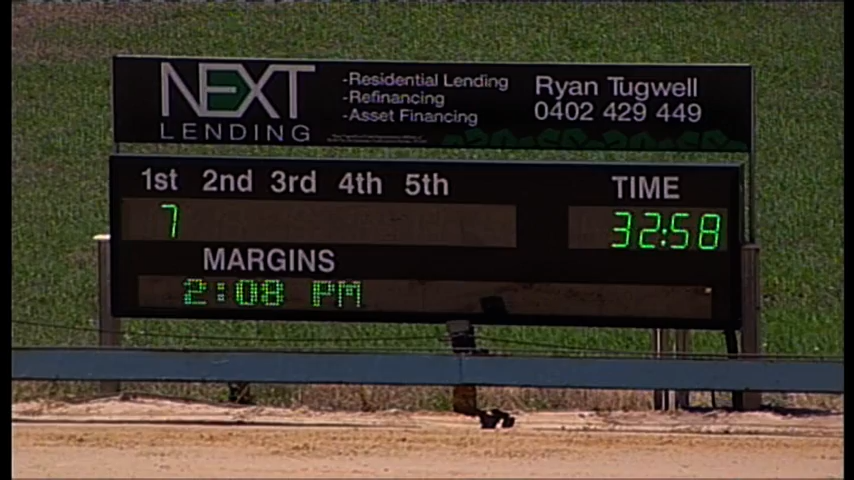 NEXT
LENDING
-Residential Lending
-Refinancing
-Asset Financing
Ryan Tugwell
0402 429 449
1st 2nd 3rd 4th 5th TIME
7 32:58
MARGINS
2:08 PM